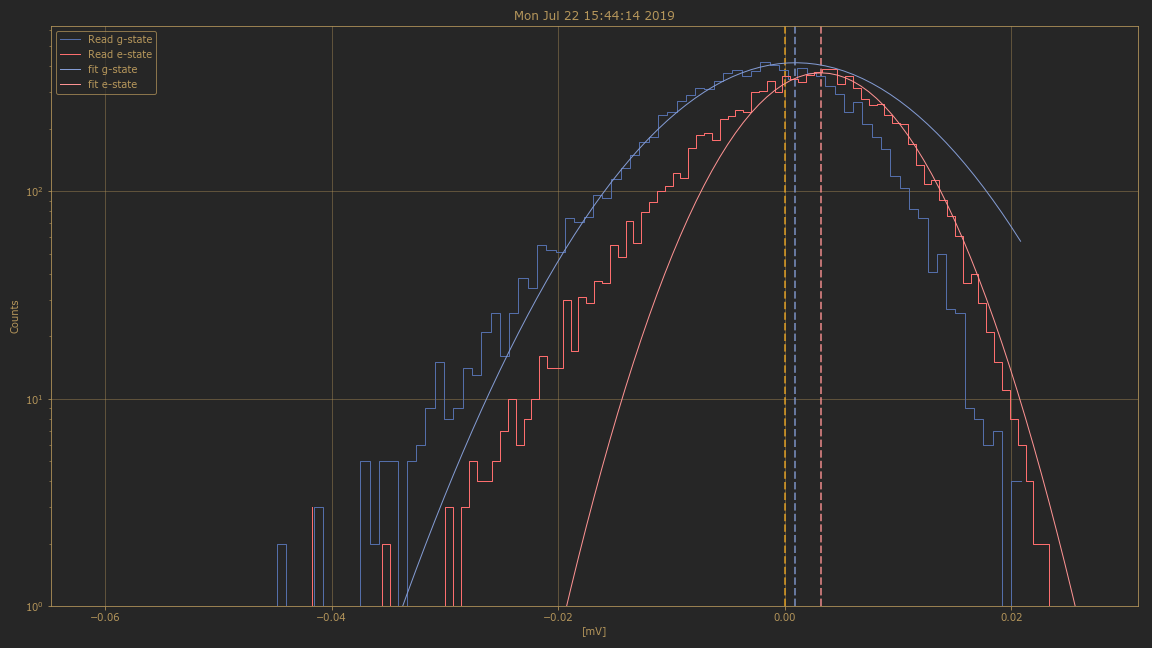 Mon Jul 22 15:44:14 2019
Read g-state
Read e-state
fit g-state
fit e-state
Counts
10²
10¹
10⁰
−0.06
−0.04
−0.02
0.00
0.02
[mV]